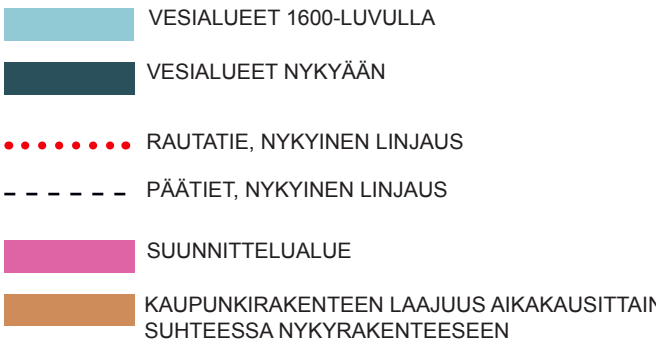 VESIALUEET 1600-LUVULLA
VESIALUEET NYKYÄÄN
RAUTATIE, NYKYINEN LINJAUS
PÄÄTIET, NYKYINEN LINJAUS
SUUNNITTELUALUE
KAUPUNKIRAKENTEEN LAAJUUS AIKAKAUSITTAIN
SUHTEESSA NYKYRAKENTEESEEN